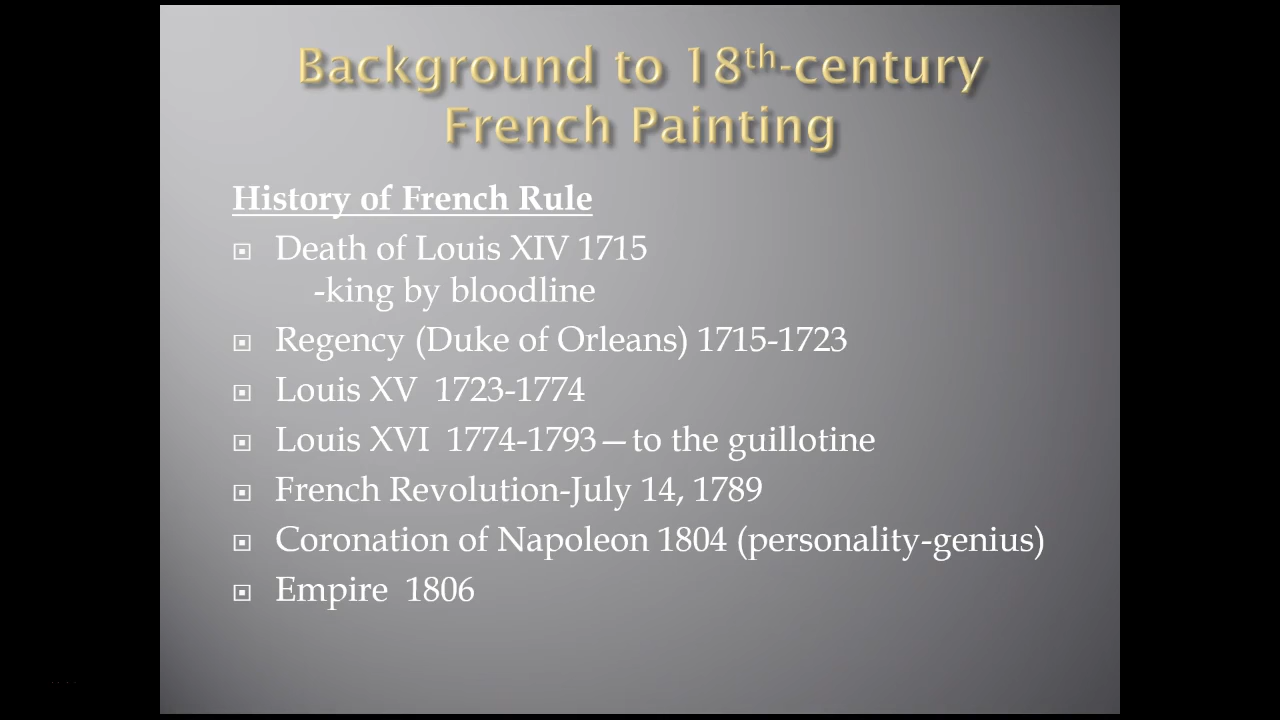 Background to 18th-century
French Painting
History of French Rule
Death of Louis XIV 1715
-king by bloodline
Regency (Duke of Orleans) 1715-1723
Louis XV  1723-1774
Louis XVI  1774-1793—to the guillotine
French Revolution-July 14, 1789
Coronation of Napoleon 1804 (personality-genius)
Empire  1806